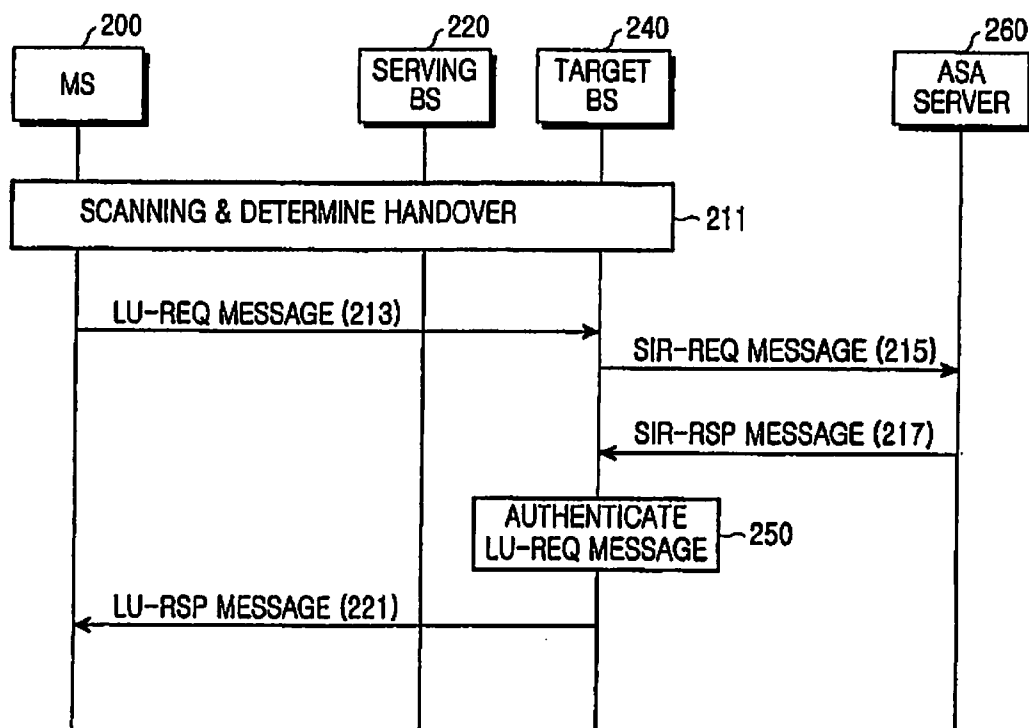 200
220
240
260
MS
SERVING
BS
TARGET
BS
ASA
SERVER
SCANNING & DETERMINE HANDOVER
211
LU-REQ MESSAGE (213)
SIR-REQ MESSAGE (215)
SIR-RSP MESSAGE (217)
AUTHENTICATE
LU-REQ MESSAGE
250
LU-RSP MESSAGE (221)